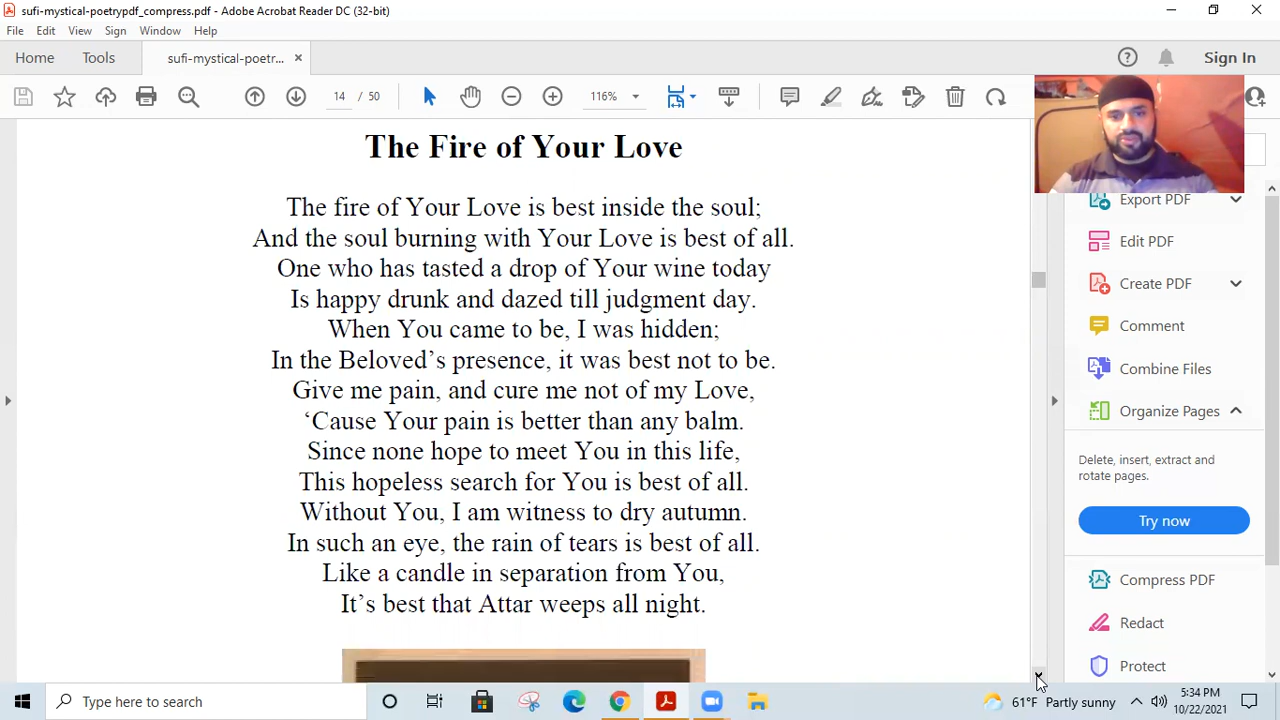 sufi-mystical-poetrypdf_compress.pdf - Adobe Acrobat Reader DC (32-bit)
File Edit View Sign Window Help
Home Tools sufi-mystical-poetr... Sign In
14 / 50 116%
The Fire of Your Love
The fire of Your Love is best inside the soul;
And the soul burning with Your Love is best of all.
One who has tasted a drop of Your wine today
Is happy drunk and dazed till judgment day.
When You came to be, I was hidden;
In the Beloved’s presence, it was best not to be.
Give me pain, and cure me not of my Love,
‘Cause Your pain is better than any balm.
Since none hope to meet You in this life,
This hopeless search for You is best of all.
Without You, I am witness to dry autumn.
In such an eye, the rain of tears is best of all.
Like a candle in separation from You,
It’s best that Attar weeps all night.
Export PDF
Edit PDF
Create PDF
Comment
Combine Files
Organize Pages
Delete, insert, extract and
rotate pages.
Try now
Compress PDF
Redact
Protect
Type here to search
61°F Partly sunny
5:34 PM
10/22/2021